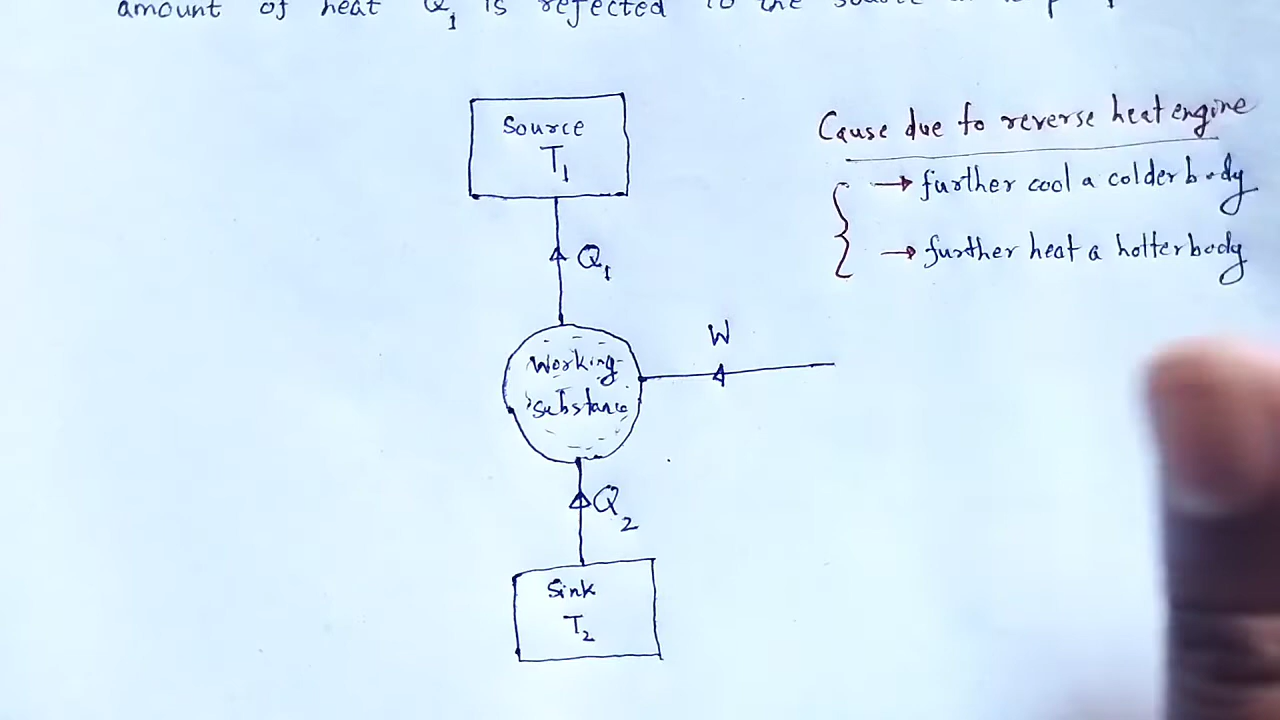 amount of heat Q1 is rejected to the
Source
T1
Cause due to reverse heat engine
→ further cool a colder body
→ further heat a hotter body
Q1
W
Working
substance
Q2
Sink
T2